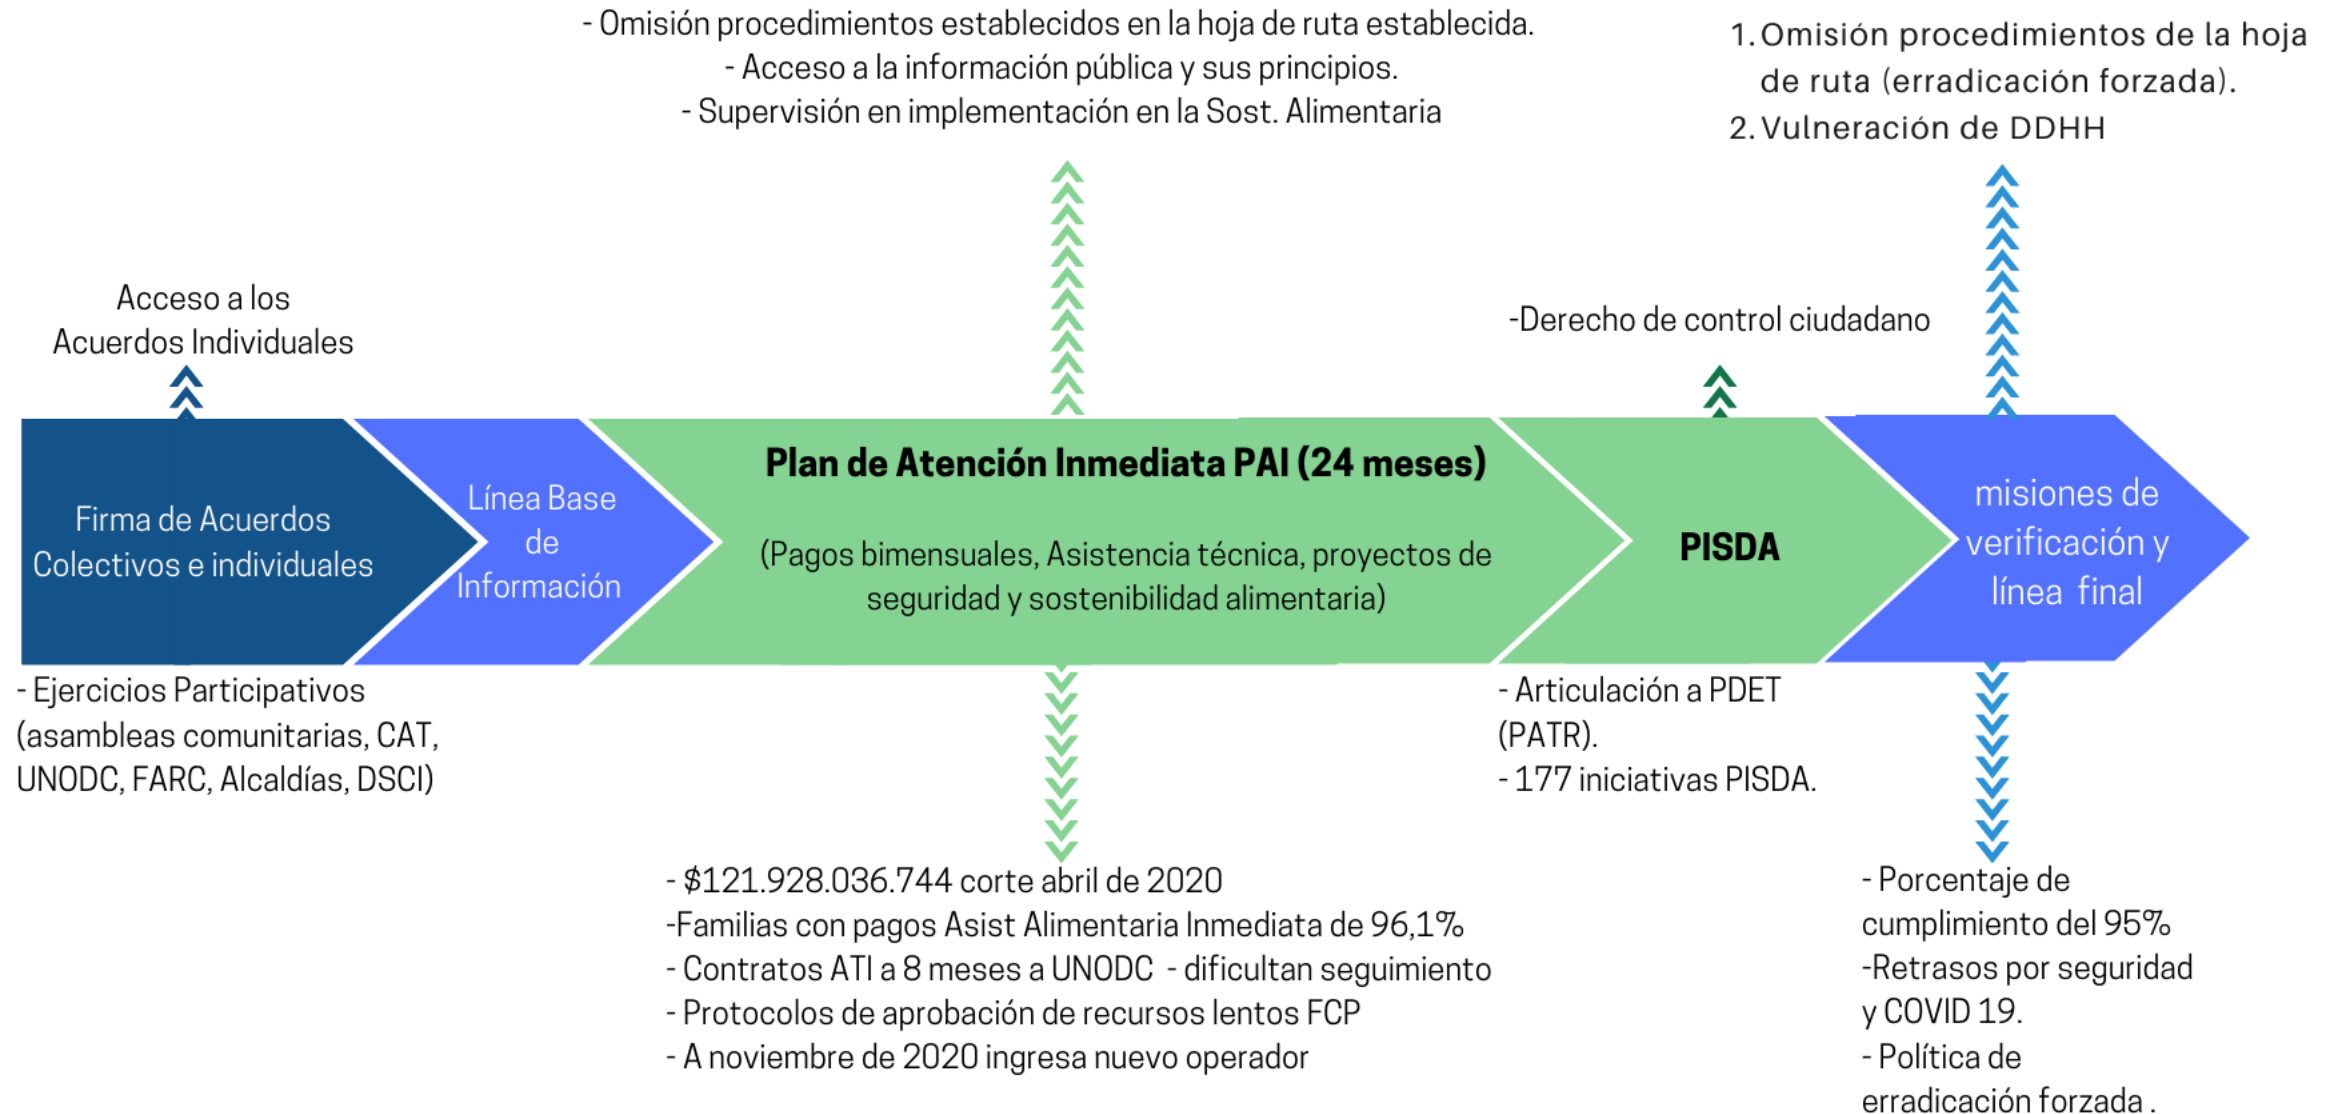 - Omisión procedimientos establecidos en la hoja de ruta establecida.
- Acceso a la información pública y sus principios.
- Supervisión en implementación en la Sost. Alimentaria
1. Omisión procedimientos de la hoja
de ruta (erradicación forzada).
2. Vulneración de DDHH
Acceso a los
Acuerdos Individuales
-Derecho de control ciudadano
Firma de Acuerdos
Colectivos e individuales
Línea Base
de
Información
Plan de Atención Inmediata PAI (24 meses)
(Pagos bimensuales, Asistencia técnica, proyectos de
seguridad y sostenibilidad alimentaria)
PISDA
misiones de
verificación y
línea final
- Ejercicios Participativos
(asambleas comunitarias, CAT,
UNODC, FARC, Alcaldías, DSCI)
- $121.928.036.744 corte abril de 2020
-Familias con pagos Asist Alimentaria Inmediata de 96,1%
- Contratos ATI a 8 meses a UNODC - dificultan seguimiento
- Protocolos de aprobación de recursos lentos FCP
- A noviembre de 2020 ingresa nuevo operador
- Articulación a PDET
(PATR).
- 177 iniciativas PISDA.
- Porcentaje de
cumplimiento del 95%
-Retrasos por seguridad
y COVID 19.
- Política de
erradicación forzada .